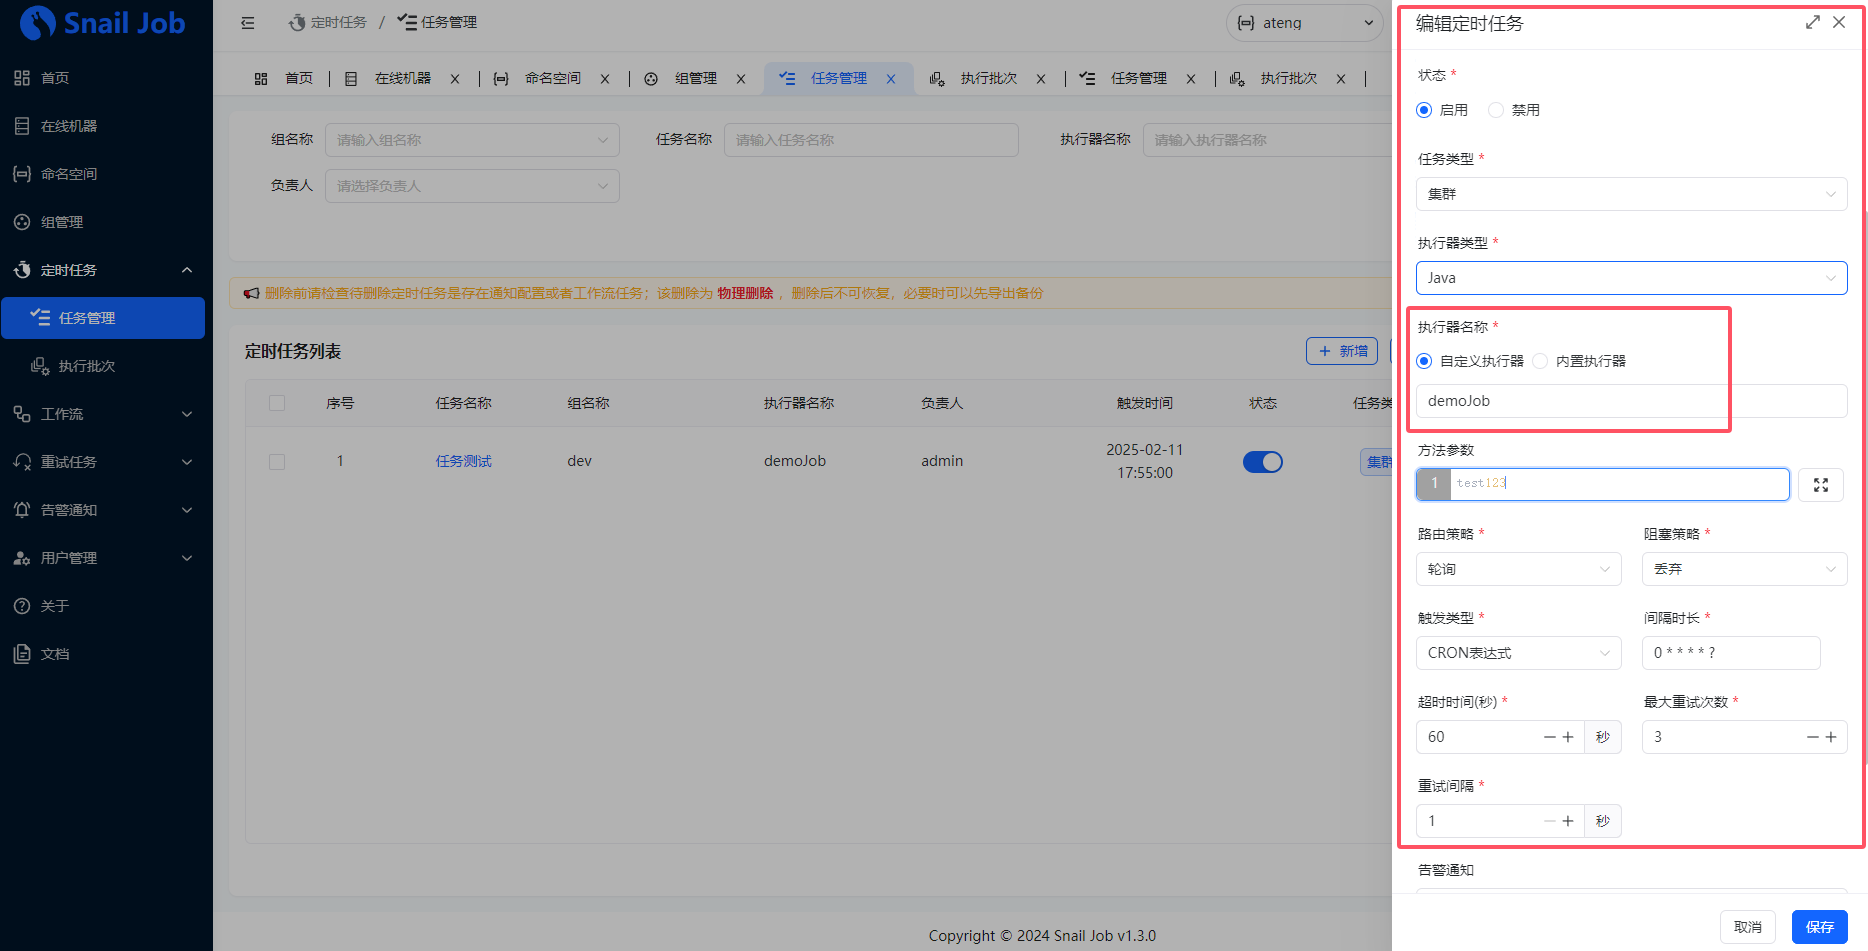 Snail Job
首页
在线机器
命名空间
组管理
定时任务
任务管理
执行批次
工作流
重试任务
告警通知
用户管理
关于
文档
定时任务 / 任务管理
ateng
首页
在线机器
命名空间
组管理
任务管理
执行批次
任务管理
执行批次
组名称 请输入组名称
任务名称 请输入任务名称
执行器名称 请输入执行器名称
负责人 请选择负责人
删除前请检查待删除定时任务是存在通知配置或者工作流任务；该删除为 物理删除 ，删除后不可恢复，必要时可以先导出备份
定时任务列表
新增
序号 任务名称 组名称 执行器名称 负责人 触发时间 状态 任务类
1 任务测试 dev demoJob admin 2025-02-11 17:55:00 集群
Copyright © 2024 Snail Job v1.3.0
编辑定时任务
状态 *
启用 禁用
任务类型 *
集群
执行器类型 *
Java
执行器名称 *
自定义执行器 内置执行器
demoJob
方法参数
1 test123
路由策略 * 阻塞策略 *
轮询 丢弃
触发类型 * 间隔时长 *
CRON表达式 0 * * * * ?
超时时间(秒) * 最大重试次数 *
60 秒 3
重试间隔 *
1 秒
告警通知
取消 保存